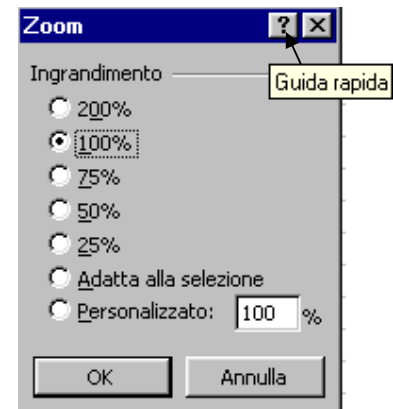 Zoom
?
Guida rapida
Ingrandimento
200%
100%
75%
50%
25%
Adatta alla selezione
Personalizzato: 100 %
OK Annulla